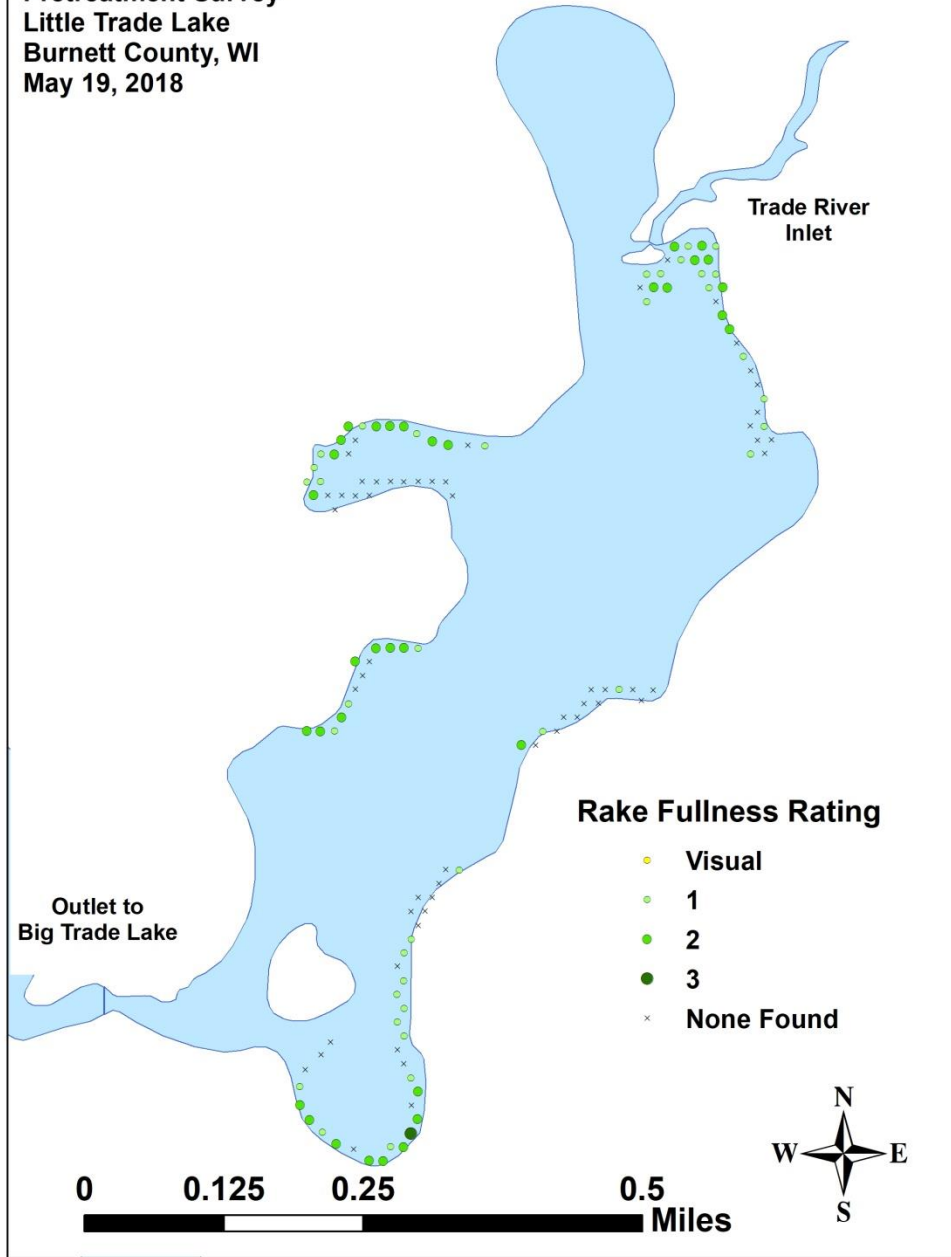 Little Trade Lake
Burnett County, WI
May 19, 2018
Trade River
Inlet
Rake Fullness Rating
Visual
1
2
3
None Found
Outlet to
Big Trade Lake
N
W E
S
0 0.125 0.25 0.5
Miles